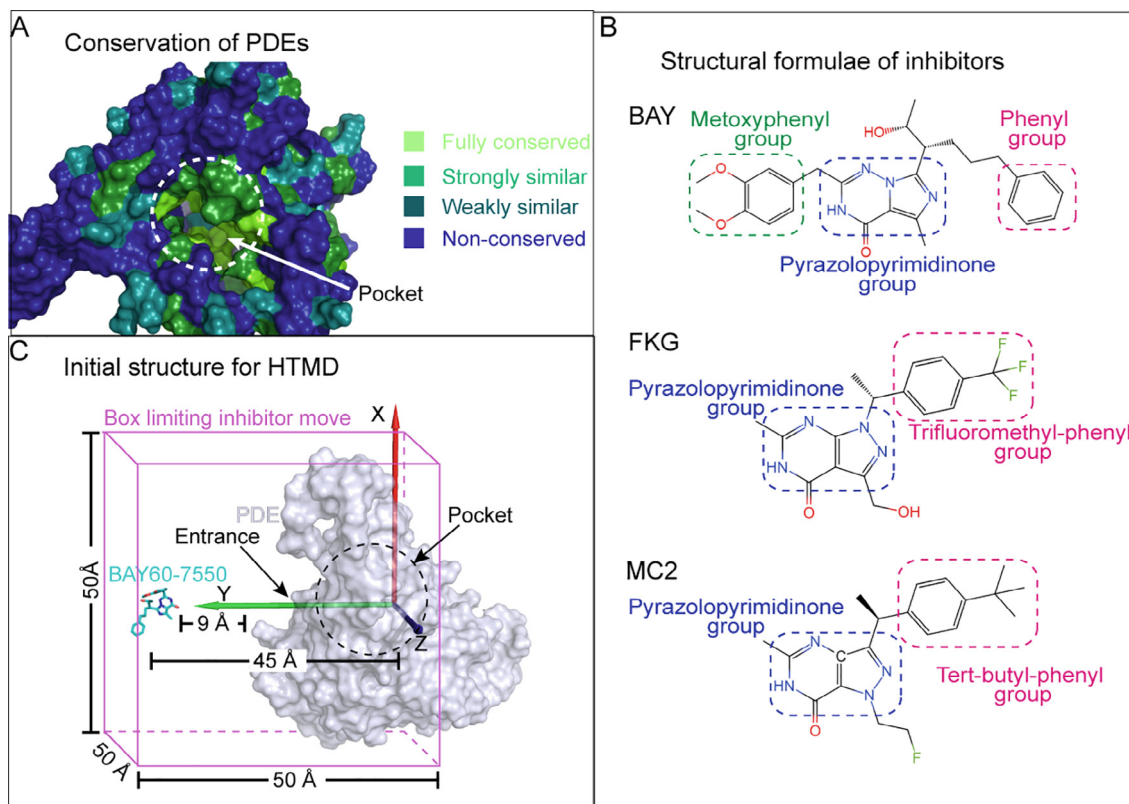 A
Conservation of PDEs
Fully conserved
Strongly similar
Weakly similar
Non-conserved
Pocket
B
Structural formulae of inhibitors
BAY
Metoxyphenyl
group
Phenyl
group
HO
O
O
N
N
N
HN
O
Pyrazolopyrimidinone
group
FKG
Pyrazolopyrimidinone
group
F
F
F
Trifluoromethyl-phenyl
group
N
N
N
HN
O
OH
MC2
Pyrazolopyrimidinone
group
Tert-butyl-phenyl
group
N
C
N
HN
N
O
F
C
Initial structure for HTMD
Box limiting inhibitor move
X
PDE
Pocket
Entrance
50Å
BAY60-7550
Y
9 Å
Z
45 Å
50 Å
50 Å